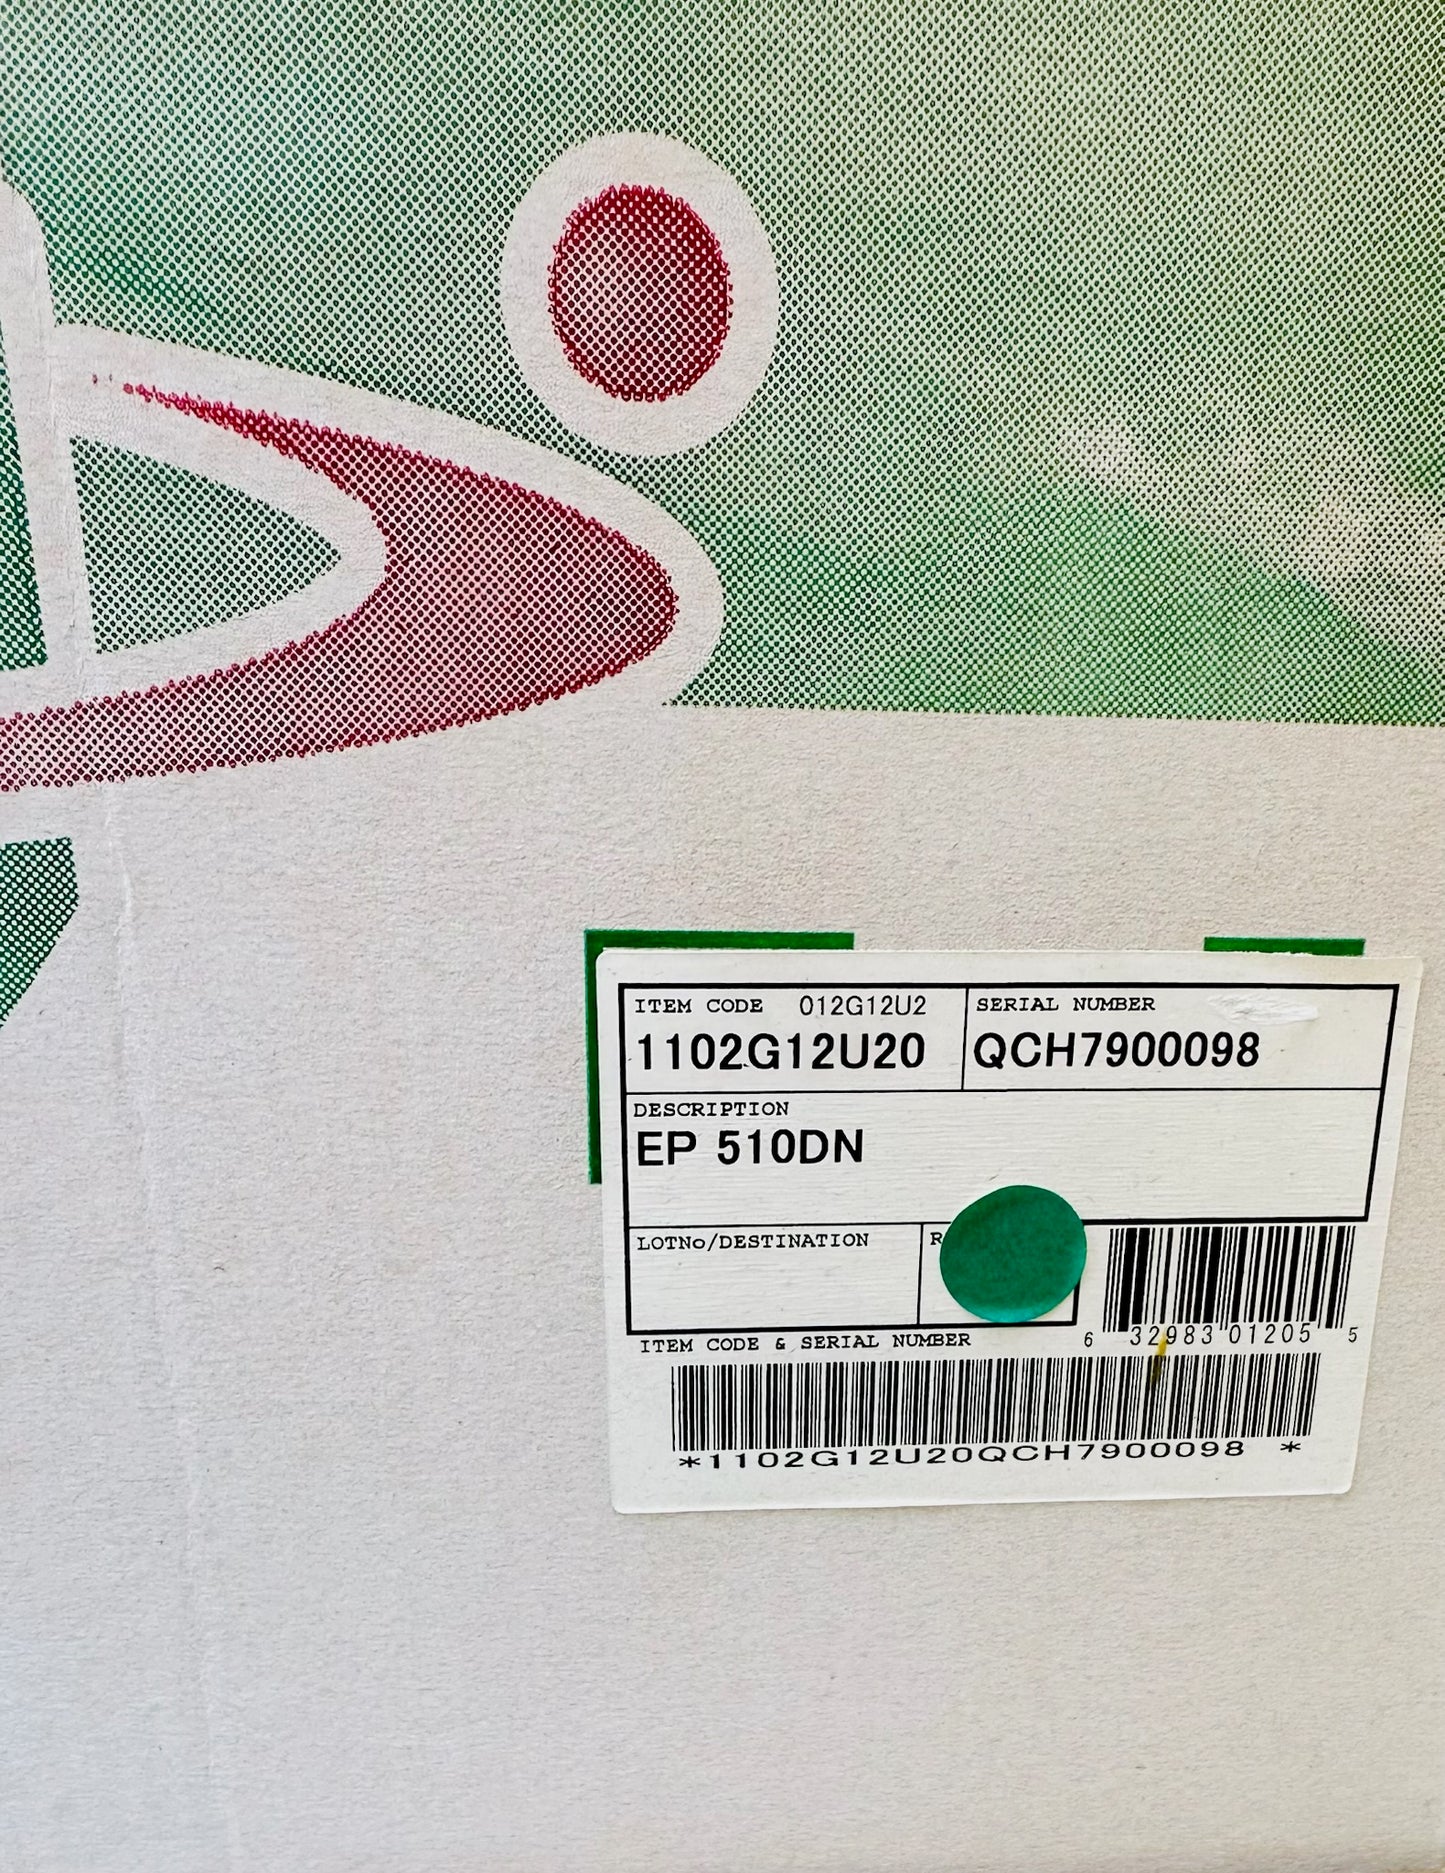 ITEM CODE 012G12U2
1102G12U20
SERIAL NUMBER
QCH7900098
DESCRIPTION
EP 510DN
LOTNo/DESTINATION
6 32983 01205 5
ITEM CODE & SERIAL NUMBER
*1102G12U20QCH7900098 *